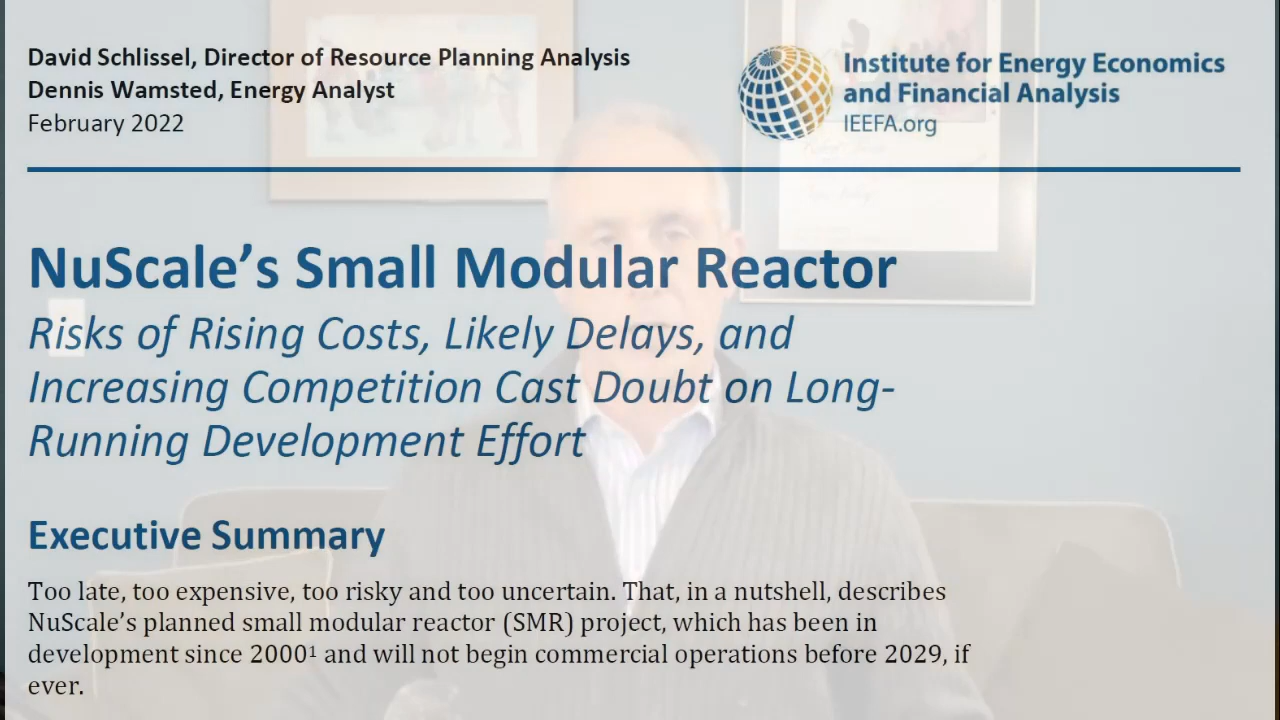 David Schlissel, Director of Resource Planning Analysis
Dennis Wamsted, Energy Analyst
February 2022
Institute for Energy Economics
and Financial Analysis
IEEFA.org
NuScale’s Small Modular Reactor
Risks of Rising Costs, Likely Delays, and
Increasing Competition Cast Doubt on Long-
Running Development Effort
Executive Summary
Too late, too expensive, too risky and too uncertain. That, in a nutshell, describes
NuScale’s planned small modular reactor (SMR) project, which has been in
development since 2000¹ and will not begin commercial operations before 2029, if
ever.